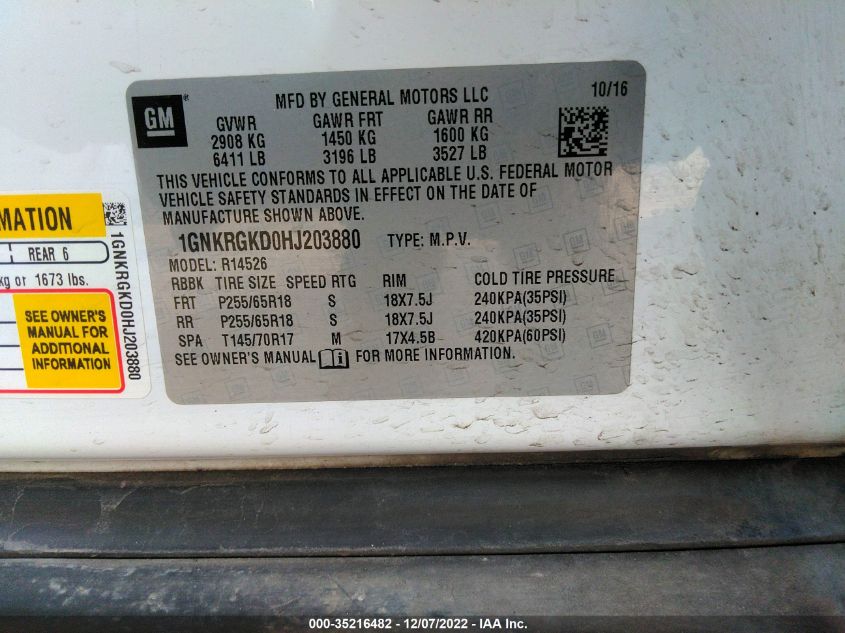 GM ®
MFD BY GENERAL MOTORS LLC 10/16
GVWR GAWR FRT GAWR RR
2908 KG 1450 KG 1600 KG
6411 LB 3196 LB 3527 LB
THIS VEHICLE CONFORMS TO ALL APPLICABLE U.S. FEDERAL MOTOR
VEHICLE SAFETY STANDARDS IN EFFECT ON THE DATE OF
MANUFACTURE SHOWN ABOVE.
1GNKRGKD0HJ203880 TYPE: M.P.V.
MODEL: R14526
RBBK TIRE SIZE SPEED RTG RIM COLD TIRE PRESSURE
FRT P255/65R18 S 18X7.5J 240KPA(35PSI)
RR P255/65R18 S 18X7.5J 240KPA(35PSI)
SPA T145/70R17 M 17X4.5B 420KPA(60PSI)
SEE OWNER'S MANUAL FOR MORE INFORMATION.
MATION
REAR 6
kg or 1673 lbs.
SEE OWNER'S
MANUAL FOR
ADDITIONAL
INFORMATION
1GNKRGKD0HJ203880
000-35216482 - 12/07/2022 - IAA Inc.